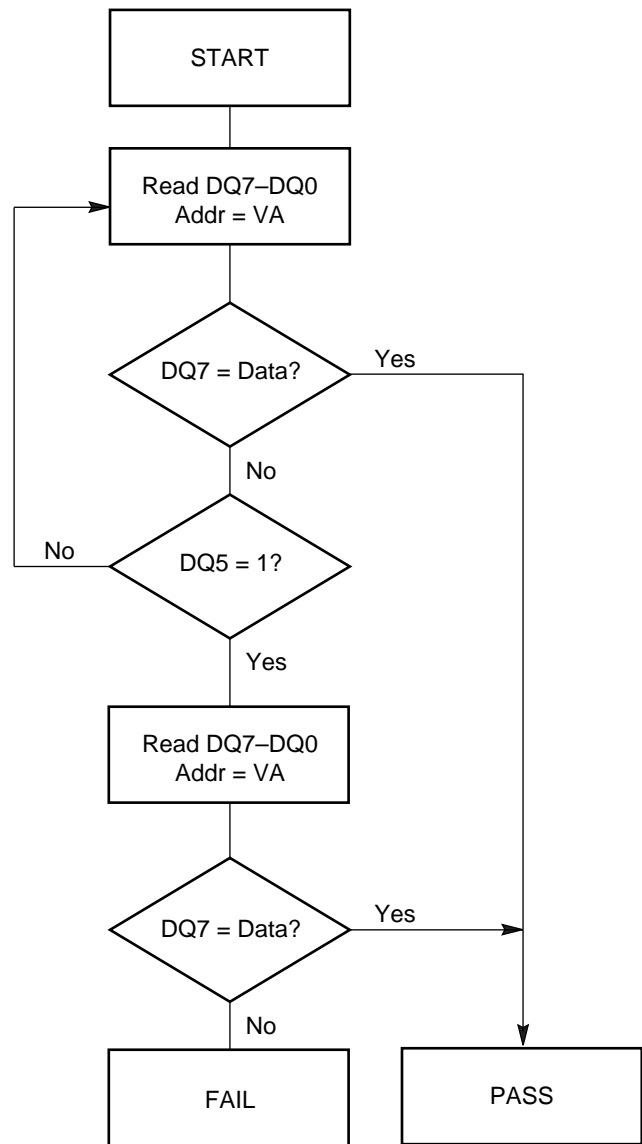 START
Read DQ7–DQ0
Addr = VA
DQ7 = Data?
Yes
No
DQ5 = 1?
No
Yes
Read DQ7–DQ0
Addr = VA
DQ7 = Data?
Yes
No
FAIL
PASS